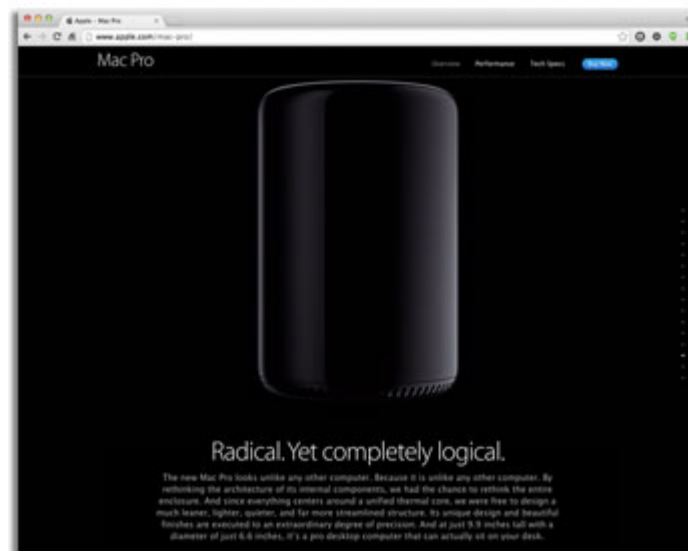 Apple - Mac Pro
www.apple.com/mac-pro/
Mac Pro
Overview Performance Tech Specs Buy Now
Radical. Yet completely logical.
The new Mac Pro looks unlike any other computer. Because it is unlike any other computer. By
rethinking the architecture of its internal components, we had the chance to rethink the entire
enclosure. And since everything centers around a unified thermal core, we were free to design a
much leaner, lighter, quieter, and far more streamlined structure. Its unique design and beautiful
finishes are executed to an extraordinary degree of precision. And at just 9.9 inches tall with a
diameter of just 6.6 inches, it's a pro desktop computer that can actually sit on your desk.